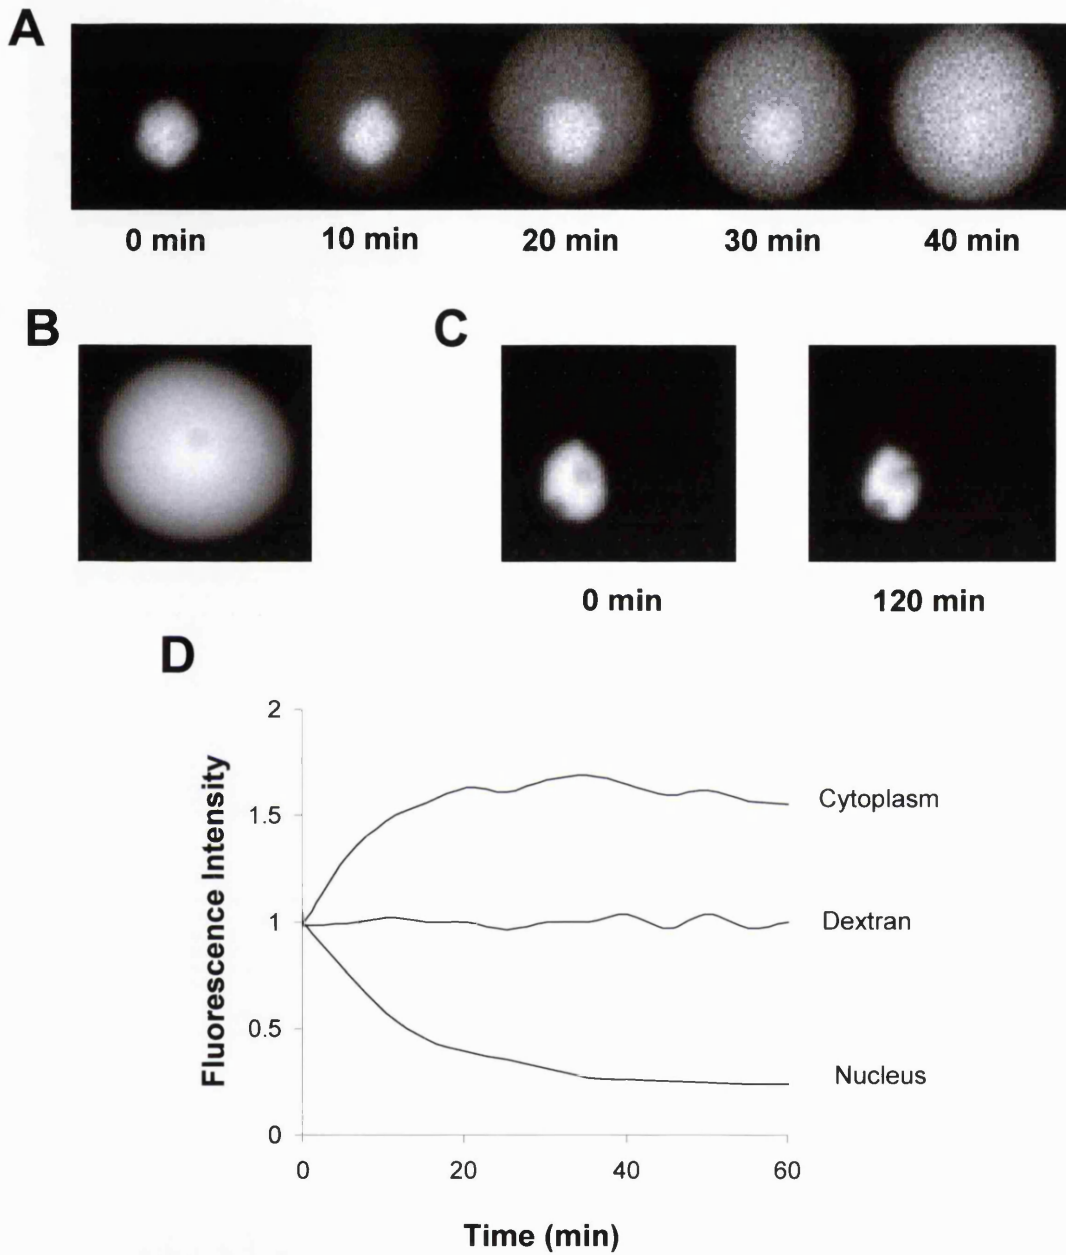 A
0 min 10 min 20 min 30 min 40 min
B
C
0 min 120 min
D
2
1.5
1
0.5
0
Fluorescence Intensity
Cytoplasm
Dextran
Nucleus
0 20 40 60
Time (min)